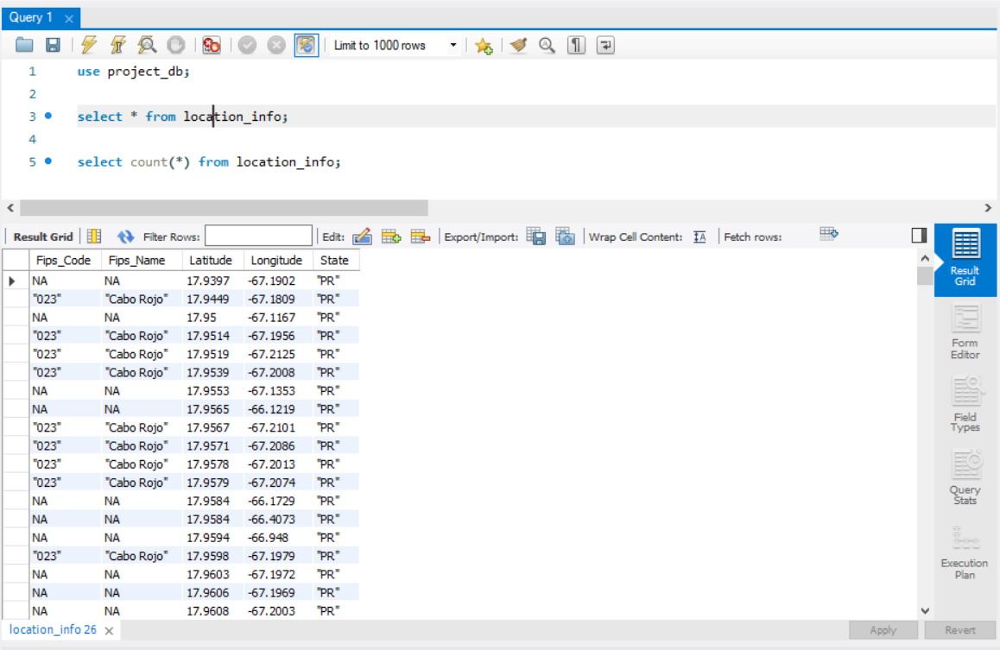 Query 1
Limit to 1000 rows
1 use project_db;
2
3 select * from location_info;
4
5 select count(*) from location_info;
Result Grid Filter Rows: Edit: Export/Import: Wrap Cell Content: Fetch rows:
Fips_Code Fips_Name Latitude Longitude State
NA NA 17.9397 -67.1902 "PR"
"023" "Cabo Rojo" 17.9449 -67.1809 "PR"
NA NA 17.95 -67.1167 "PR"
"023" "Cabo Rojo" 17.9514 -67.1956 "PR"
"023" "Cabo Rojo" 17.9519 -67.2125 "PR"
"023" "Cabo Rojo" 17.9539 -67.2008 "PR"
NA NA 17.9553 -67.1353 "PR"
NA NA 17.9565 -66.1219 "PR"
"023" "Cabo Rojo" 17.9567 -67.2101 "PR"
"023" "Cabo Rojo" 17.9571 -67.2086 "PR"
"023" "Cabo Rojo" 17.9578 -67.2013 "PR"
"023" "Cabo Rojo" 17.9579 -67.2074 "PR"
NA NA 17.9584 -66.1729 "PR"
NA NA 17.9584 -66.4073 "PR"
NA NA 17.9594 -66.948 "PR"
"023" "Cabo Rojo" 17.9598 -67.1979 "PR"
NA NA 17.9603 -67.1972 "PR"
NA NA 17.9606 -67.1969 "PR"
NA NA 17.9608 -67.2003 "PR"
Result
Grid
Form
Editor
Field
Types
Query
Stats
Execution
Plan
location_info 26
Apply Revert